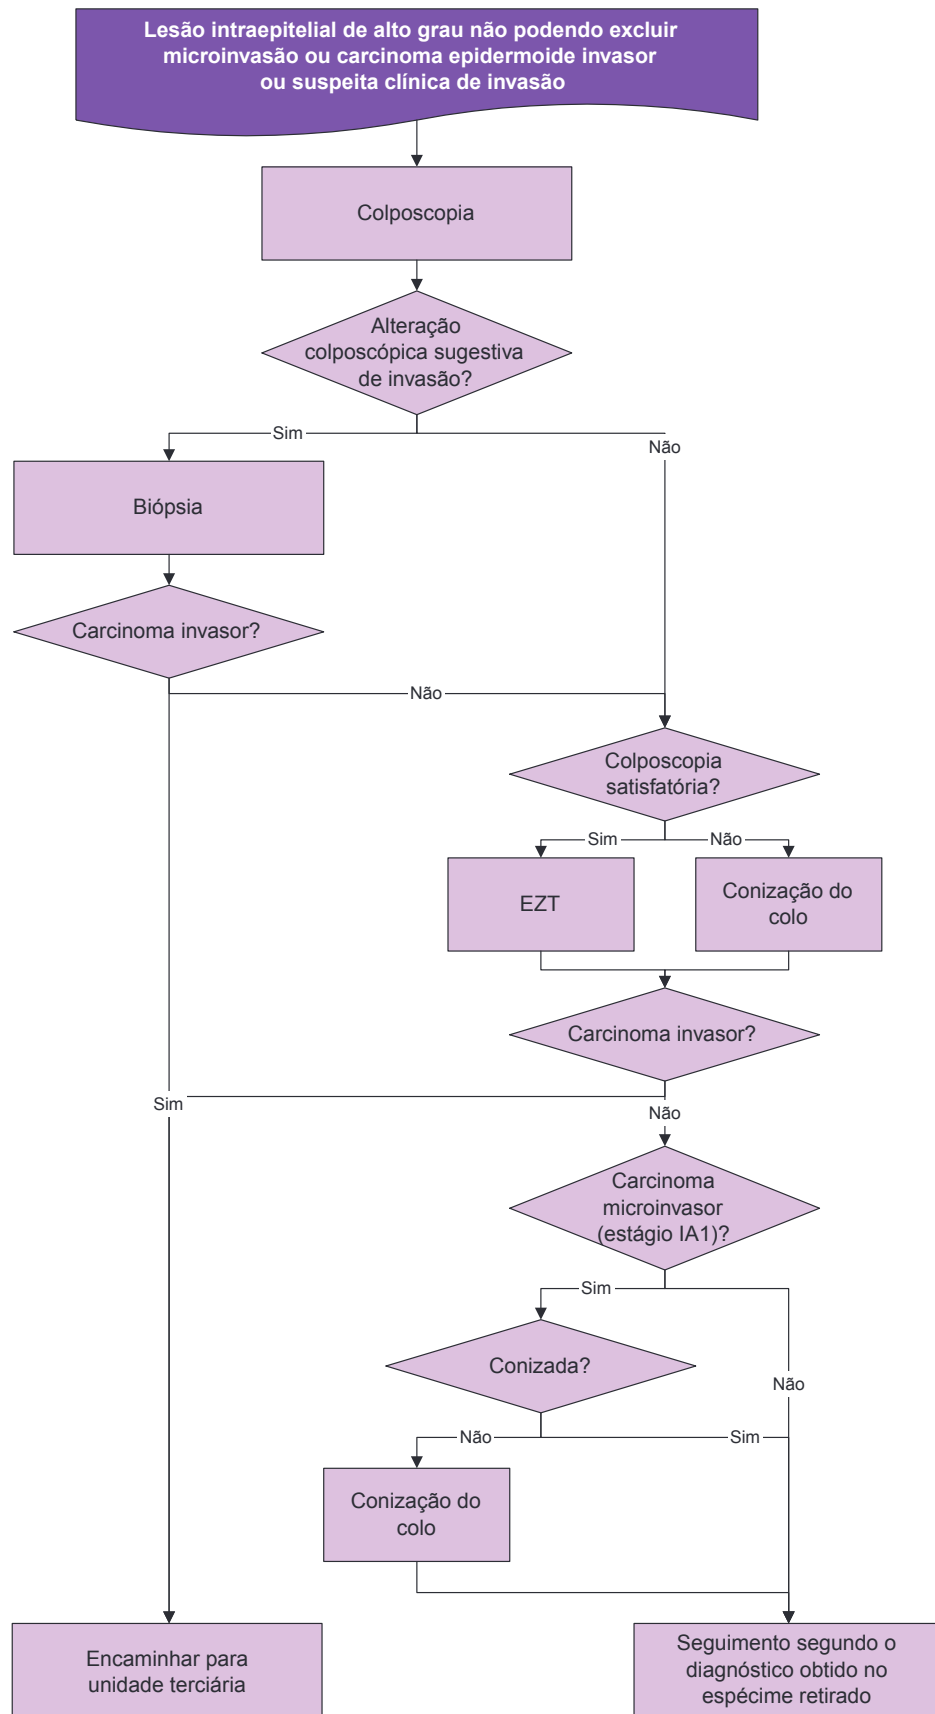 Lesão intraepitelial de alto grau não podendo excluir
microinvasão ou carcinoma epidermoide invasor
ou suspeita clínica de invasão
Colposcopia
Alteração
colposcópica sugestiva
de invasão?
Sim
Não
Biópsia
Carcinoma invasor?
Não
Colposcopia
satisfatória?
Sim
Não
EZT
Conização do
colo
Carcinoma invasor?
Sim
Não
Carcinoma
microinvasor
(estágio IA1)?
Sim
Conizada?
Não
Não
Sim
Conização do
colo
Encaminhar para
unidade terciária
Seguimento segundo o
diagnóstico obtido no
espécime retirado